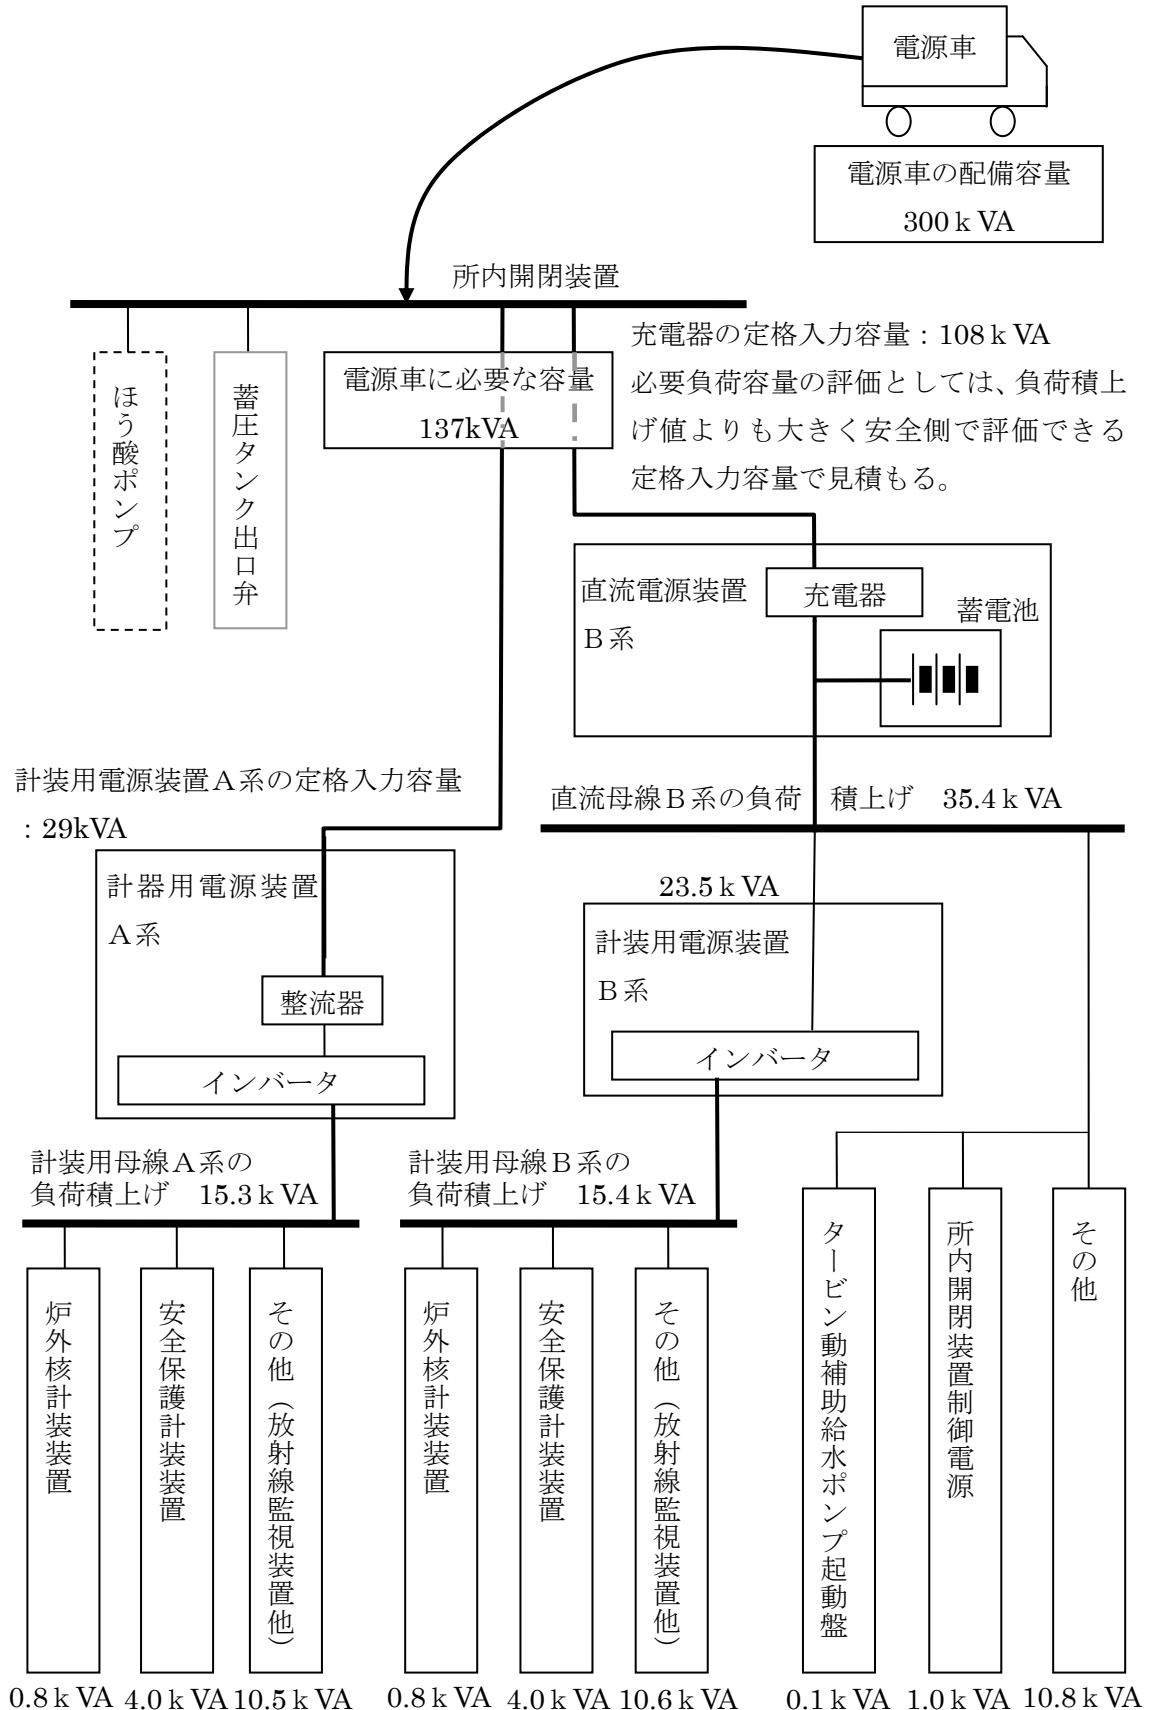 電源車
電源車の配備容量
300ｋVA
所内開閉装置
ほう酸ポンプ
蓄圧タンク出口弁
電源車に必要な容量
137kVA
充電器の定格入力容量：108ｋVA
必要負荷容量の評価としては、負荷積上
げ値よりも大きく安全側で評価できる
定格入力容量で見積もる。
直流電源装置
Ｂ系
充電器
蓄電池
計装用電源装置Ａ系の定格入力容量
：29kVA
直流母線Ｂ系の負荷　積上げ　35.4ｋVA
計器用電源装置
Ａ系
整流器
インバータ
23.5ｋVA
計装用電源装置
Ｂ系
インバータ
計装用母線Ａ系の
負荷積上げ　15.3ｋVA
計装用母線Ｂ系の
負荷積上げ　15.4ｋVA
炉外核計装装置
安全保護計装装置
その他（放射線監視装置他）
炉外核計装装置
安全保護計装装置
その他（放射線監視装置他）
タービン動補助給水ポンプ起動盤
所内開閉装置制御電源
その他
0.8ｋVA 4.0ｋVA 10.5ｋVA 0.8ｋVA 4.0ｋVA 10.6ｋVA 0.1ｋVA 1.0ｋVA 10.8ｋVA